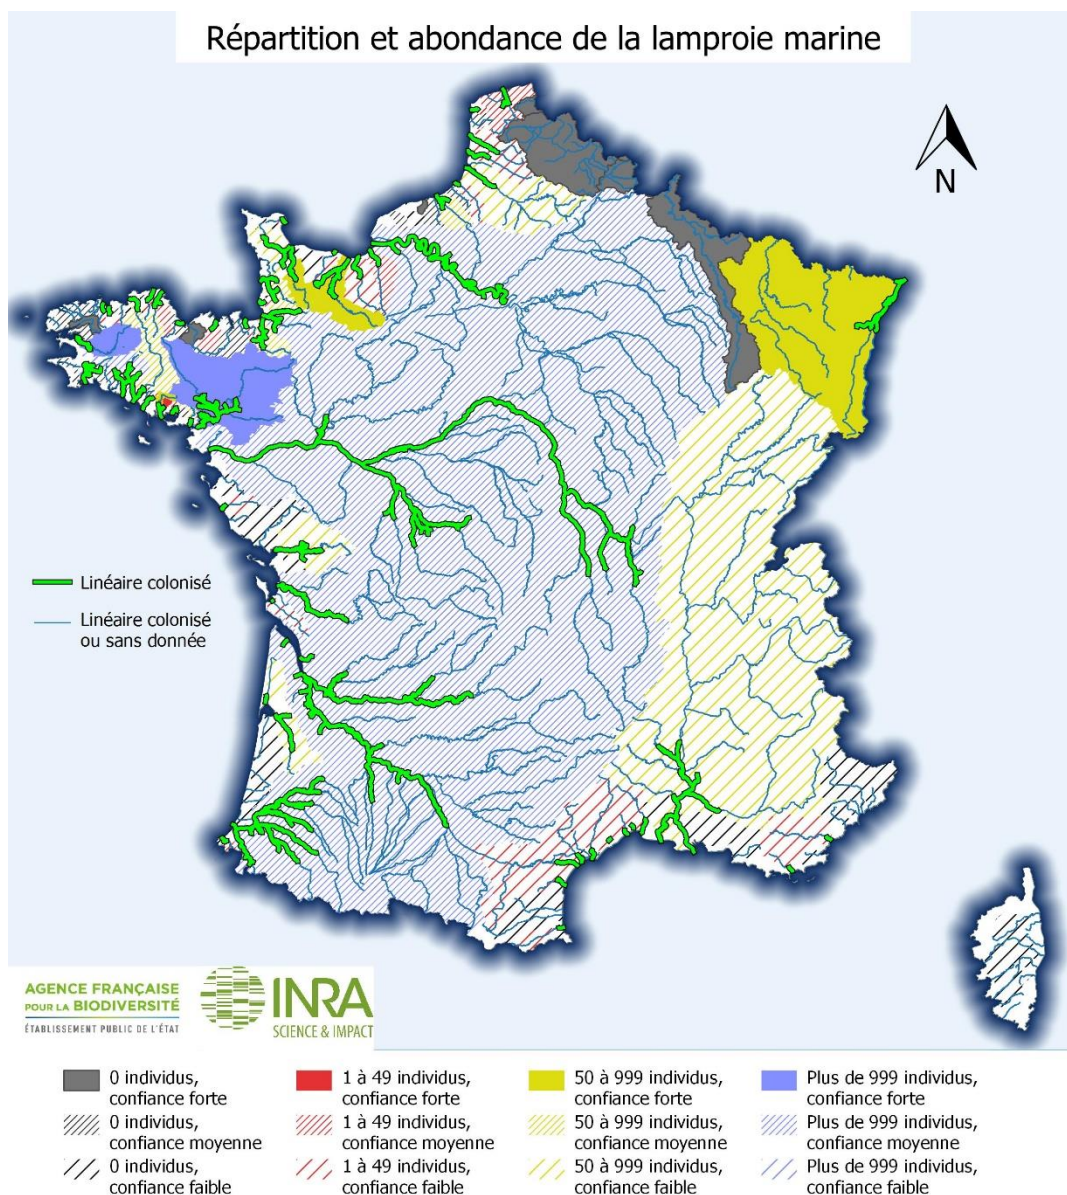 Répartition et abondance de la lamproie marine
N
Linéaire colonisé
Linéaire colonisé
ou sans donnée
AGENCE FRANÇAISE
POUR LA BIODIVERSITÉ
ÉTABLISSEMENT PUBLIC DE L'ÉTAT
INRA
SCIENCE & IMPACT
0 individus,
confiance forte
1 à 49 individus,
confiance forte
50 à 999 individus,
confiance forte
Plus de 999 individus,
confiance forte
0 individus,
confiance moyenne
1 à 49 individus,
confiance moyenne
50 à 999 individus,
confiance moyenne
Plus de 999 individus,
confiance moyenne
0 individus,
confiance faible
1 à 49 individus,
confiance faible
50 à 999 individus,
confiance faible
Plus de 999 individus,
confiance faible